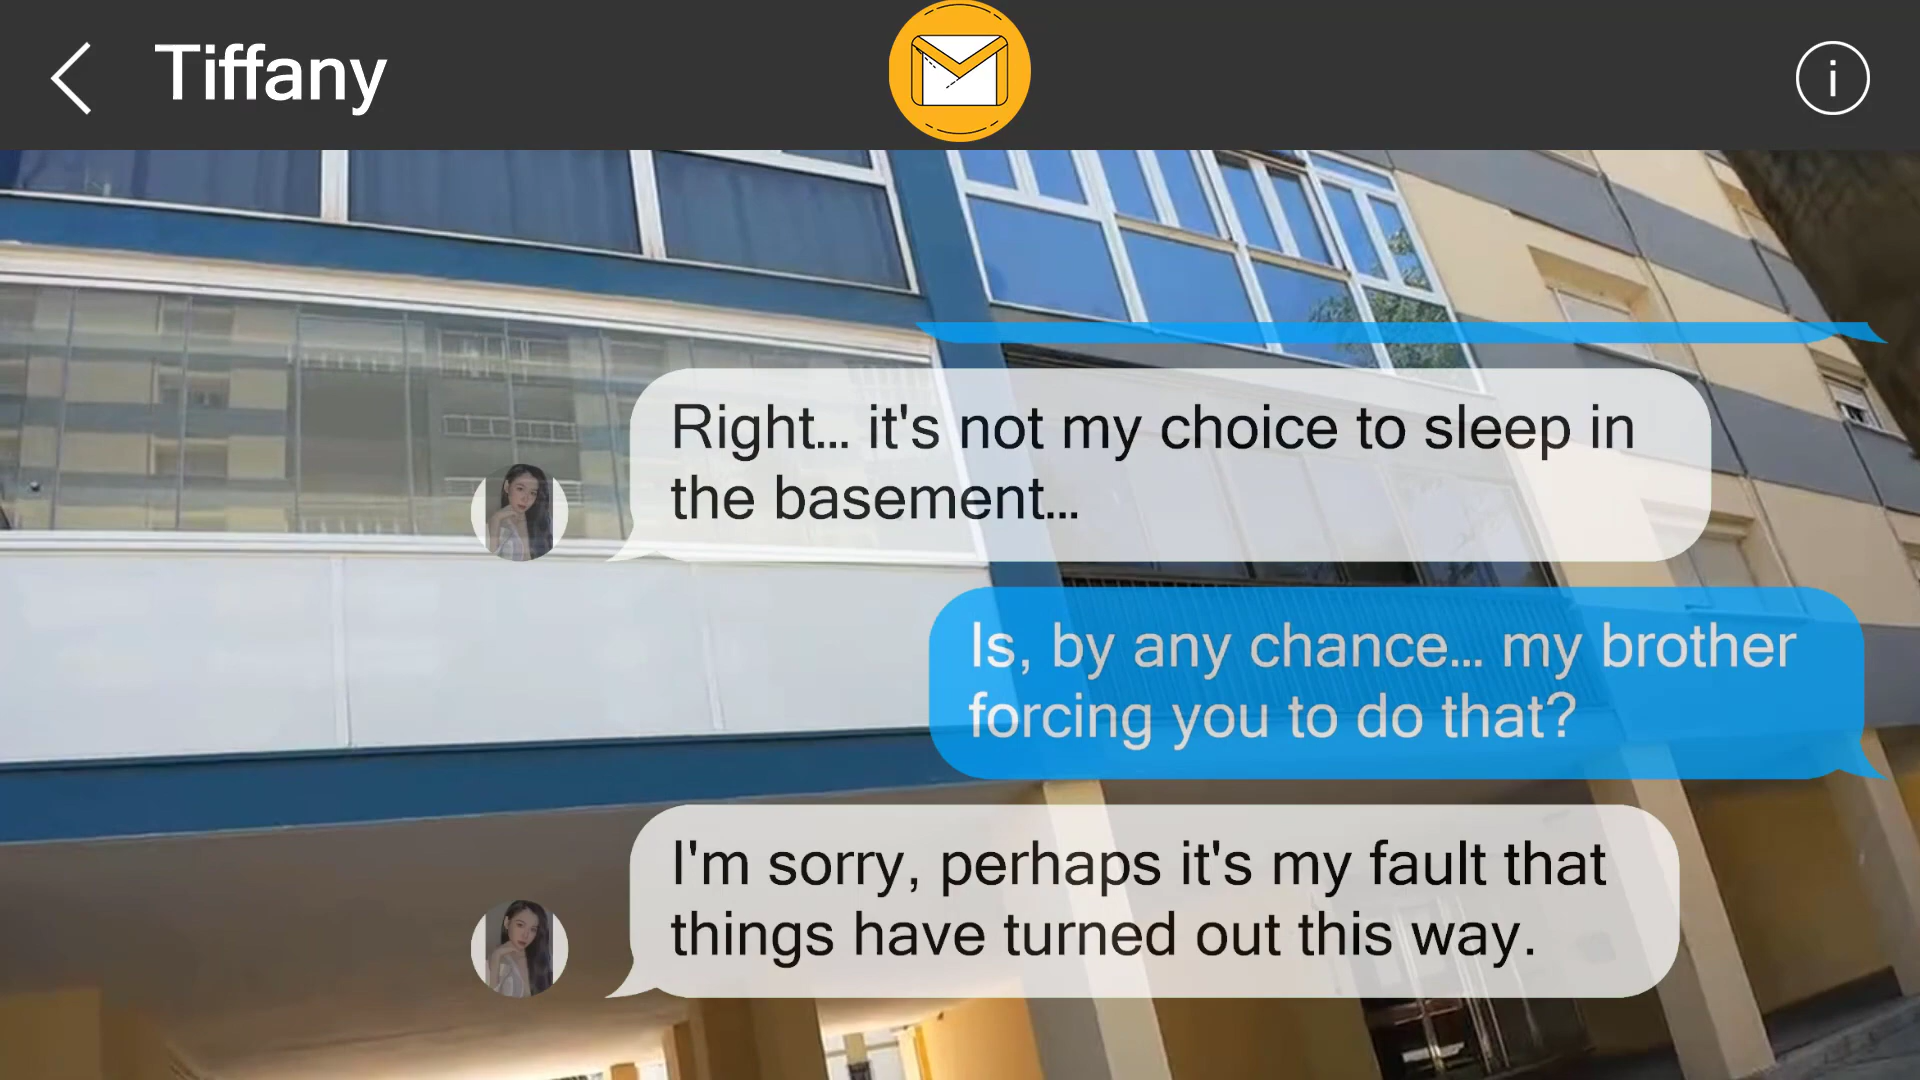 Tiffany
Right... it's not my choice to sleep in
the basement...
Is, by any chance... my brother
forcing you to do that?
I'm sorry, perhaps it's my fault that
things have turned out this way.